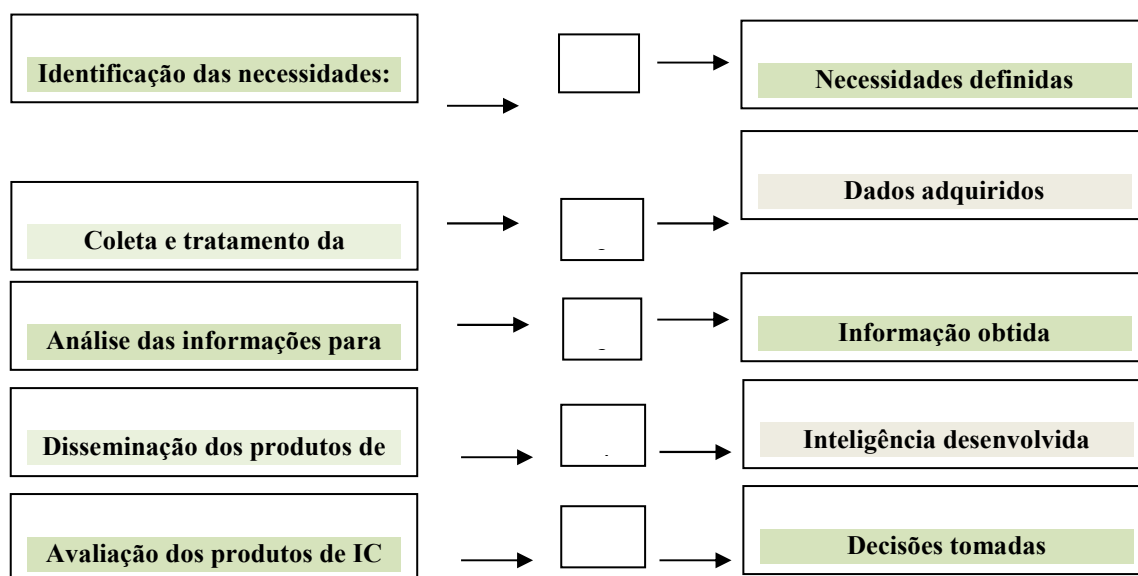 Identificação das necessidades:
Necessidades definidas
Coleta e tratamento da
Dados adquiridos
Análise das informações para
Informação obtida
Disseminação dos produtos de
Inteligência desenvolvida
Avaliação dos produtos de IC
Decisões tomadas